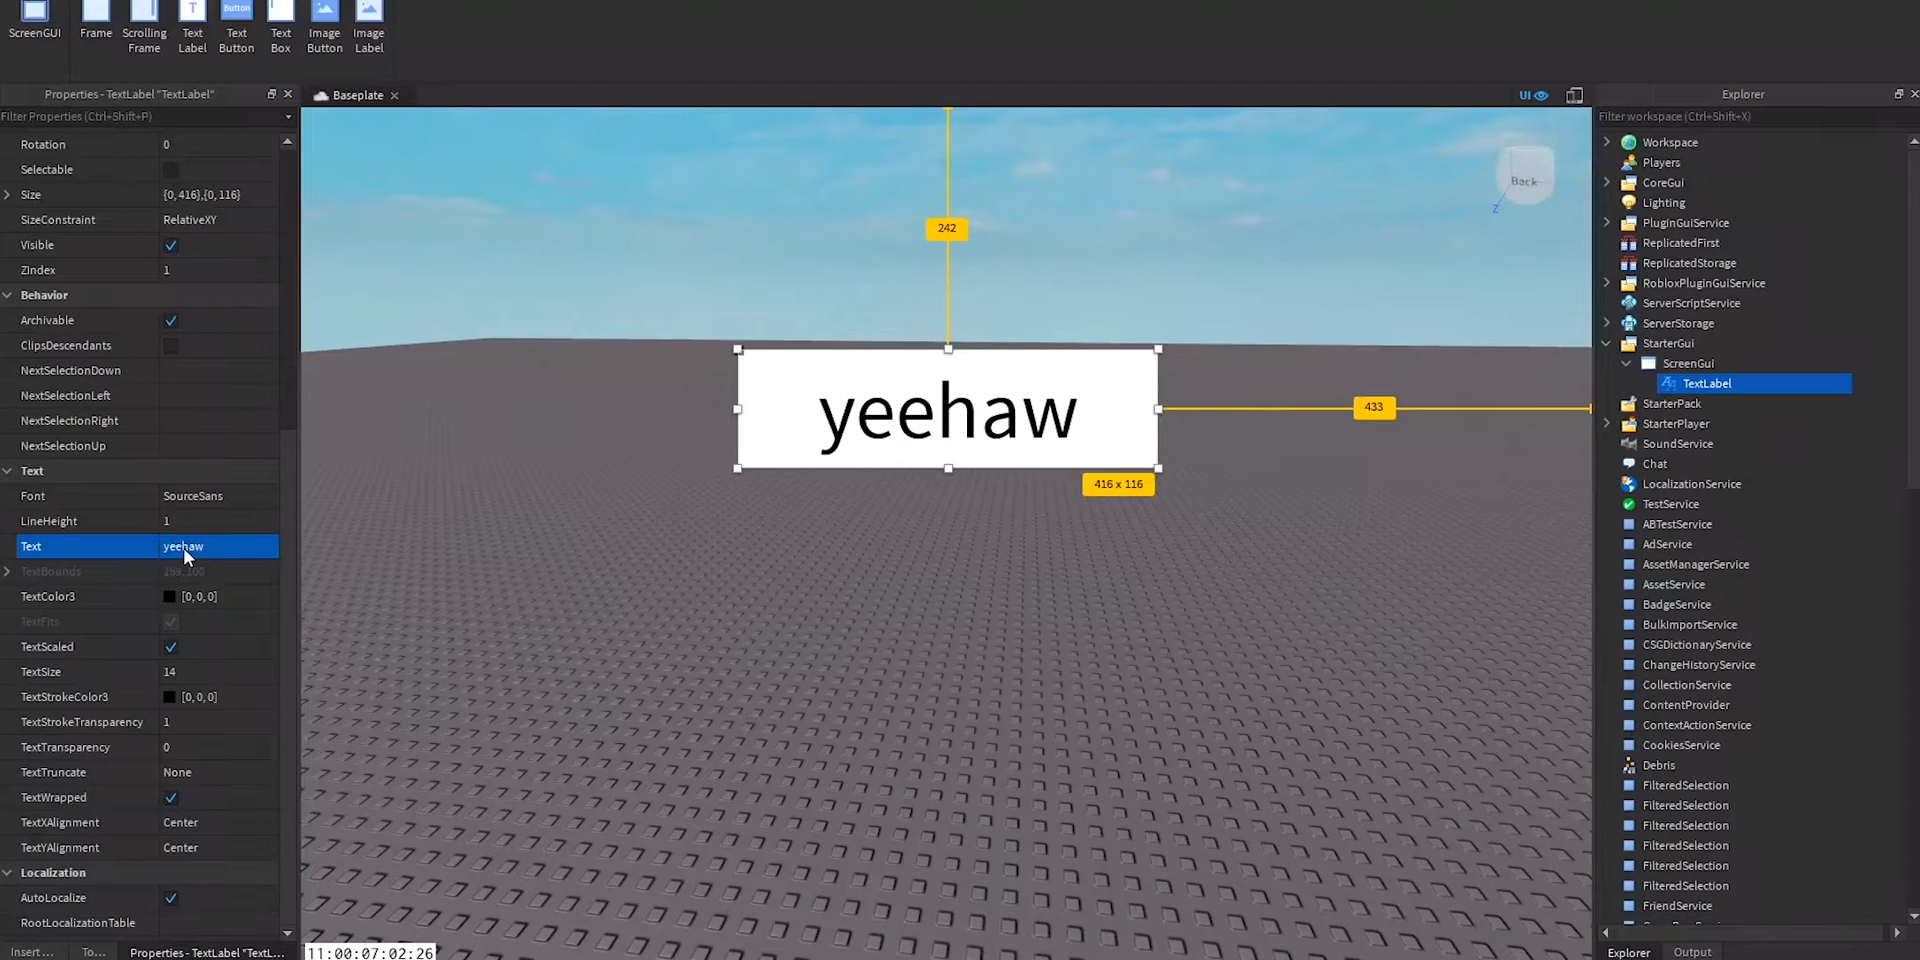 ScreenGUI
Frame
Scrolling Frame
Text Label
Text Button
Button
Text Box
Image Button
Image Label
T
Properties - TextLabel "TextLabel"
Filter Properties (Ctrl+Shift+P)
Rotation 0
Selectable
Size {0, 416},{0, 116}
SizeConstraint RelativeXY
Visible
ZIndex 1
Behavior
Archivable
ClipsDescendants
NextSelectionDown
NextSelectionLeft
NextSelectionRight
NextSelectionUp
Text
Font SourceSans
LineHeight 1
Text yeehaw
TextBounds 259, 100
TextColor3 [0, 0, 0]
TextFits
TextScaled
TextSize 14
TextStrokeColor3 [0, 0, 0]
TextStrokeTransparency 1
TextTransparency 0
TextTruncate None
TextWrapped
TextXAlignment Center
TextYAlignment Center
Localization
AutoLocalize
RootLocalizationTable
Insert ...
To...
Properties - TextLabel "TextL...
Baseplate
UI
242
Back
Z
yeehaw
433
416 x 116
11:00:07:02:26
Explorer
Filter workspace (Ctrl+Shift+X)
Workspace
Players
CoreGui
Lighting
PluginGuiService
ReplicatedFirst
ReplicatedStorage
RobloxPluginGuiService
ServerScriptService
ServerStorage
StarterGui
ScreenGui
TextLabel
StarterPack
StarterPlayer
SoundService
Chat
LocalizationService
TestService
ABTestService
AdService
AssetManagerService
AssetService
BadgeService
BulkImportService
CSGDictionaryService
ChangeHistoryService
CollectionService
ContentProvider
ContextActionService
CookiesService
Debris
FilteredSelection
FilteredSelection
FilteredSelection
FilteredSelection
FilteredSelection
FilteredSelection
FriendService
Explorer
Output